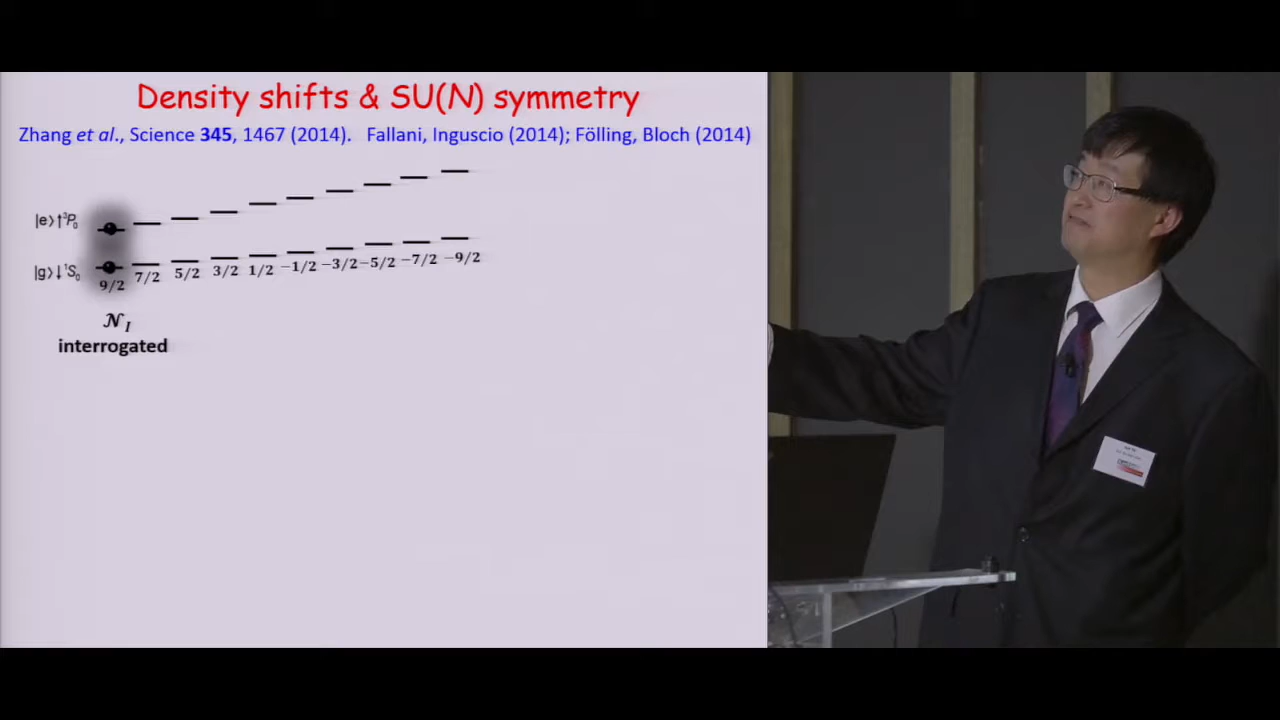 Density shifts & SU(N) symmetry
Zhang et al., Science 345, 1467 (2014). Fallani, Inguscio (2014); Fölling, Bloch (2014)
|e⟩↑³P₀
|g⟩↓¹S₀
9/2 7/2 5/2 3/2 1/2 −1/2 −3/2 −5/2 −7/2 −9/2
𝒩_I
interrogated